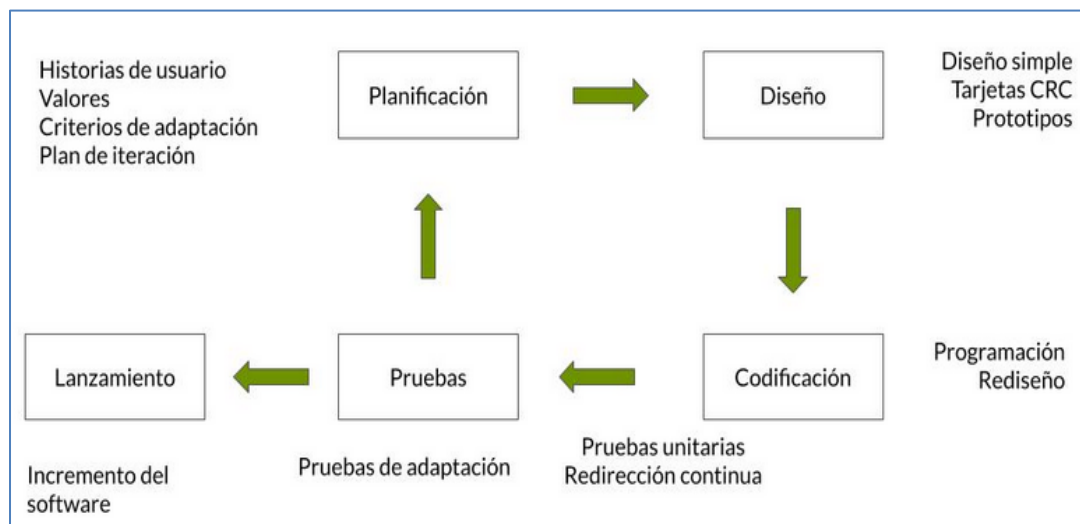 Historias de usuario
Valores
Criterios de adaptación
Plan de iteración
Planificación
Diseño
Diseño simple
Tarjetas CRC
Prototipos
Lanzamiento
Pruebas
Codificación
Programación
Rediseño
Incremento del
software
Pruebas de adaptación
Pruebas unitarias
Redirección continua